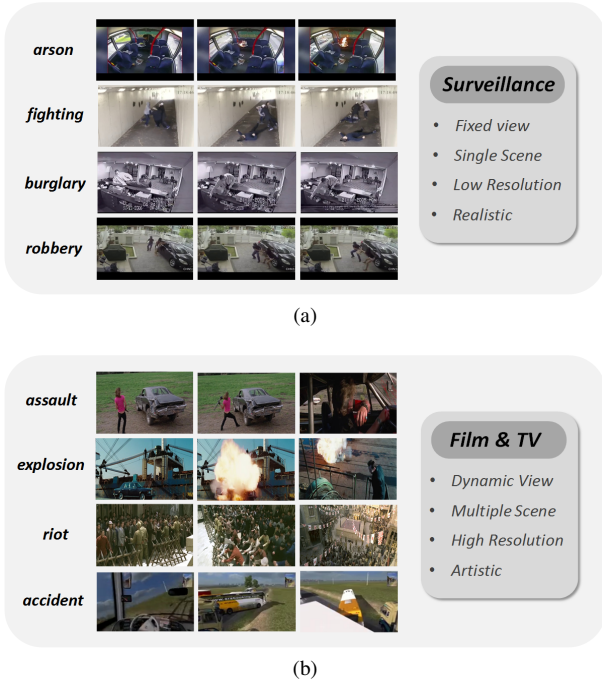 arson
fighting
burglary
robbery
Surveillance
• Fixed view
• Single Scene
• Low Resolution
• Realistic
(a)
assault
explosion
riot
accident
Film & TV
• Dynamic View
• Multiple Scene
• High Resolution
• Artistic
(b)